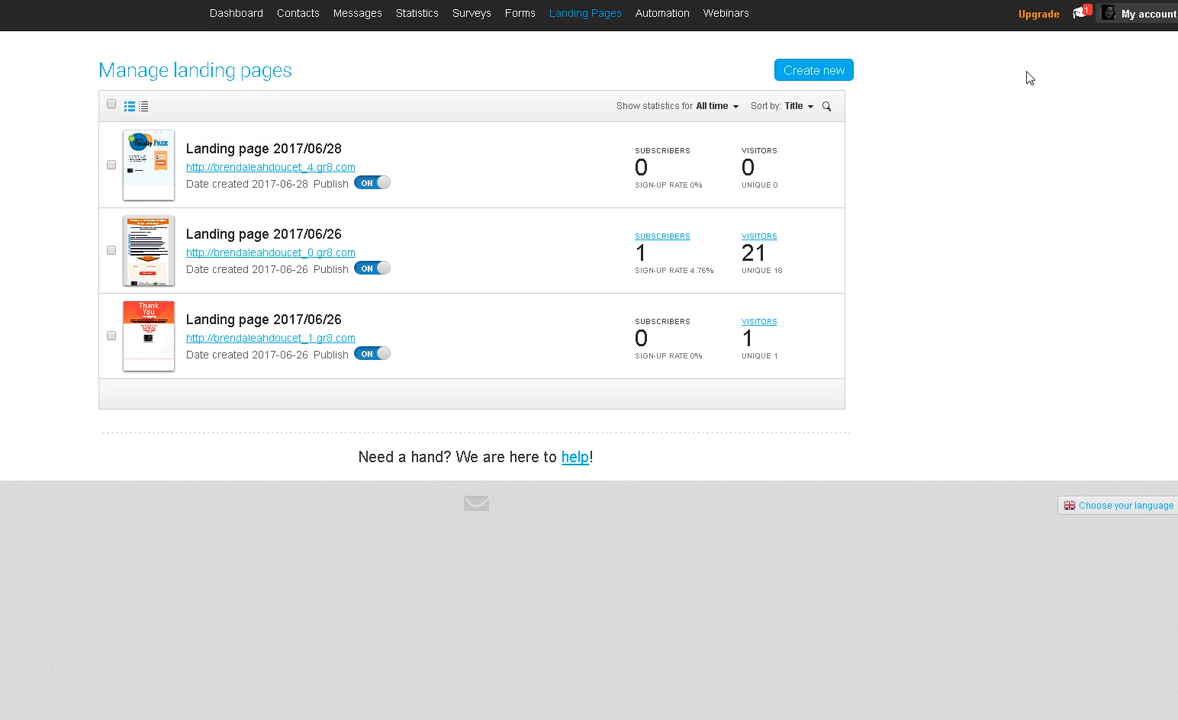 Dashboard Contacts Messages Statistics Surveys Forms Landing Pages Automation Webinars Upgrade 1 My account
Manage landing pages Create new
Show statistics for All time Sort by: Title
Totally FREE
Landing page 2017/06/28
http://brendaleahdoucet_4.gr8.com
Date created 2017-06-28 Publish ON
SUBSCRIBERS VISITORS
0 0
SIGN-UP RATE 0% UNIQUE 0
Landing page 2017/06/26
http://brendaleahdoucet_0.gr8.com
Date created 2017-06-26 Publish ON
SUBSCRIBERS VISITORS
1 21
SIGN-UP RATE 4.76% UNIQUE 18
Thank
You
Landing page 2017/06/26
http://brendaleahdoucet_1.gr8.com
Date created 2017-06-26 Publish ON
SUBSCRIBERS VISITORS
0 1
SIGN-UP RATE 0% UNIQUE 1
Need a hand? We are here to help!
Choose your language